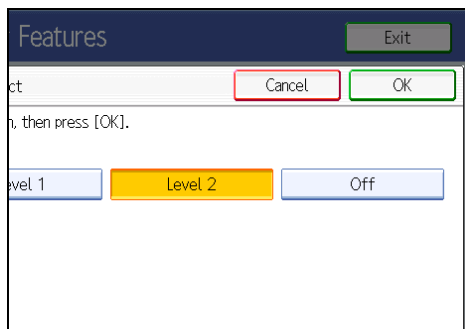 Features
Exit
ct
Cancel
OK
n, then press [OK].
evel 1
Level 2
Off